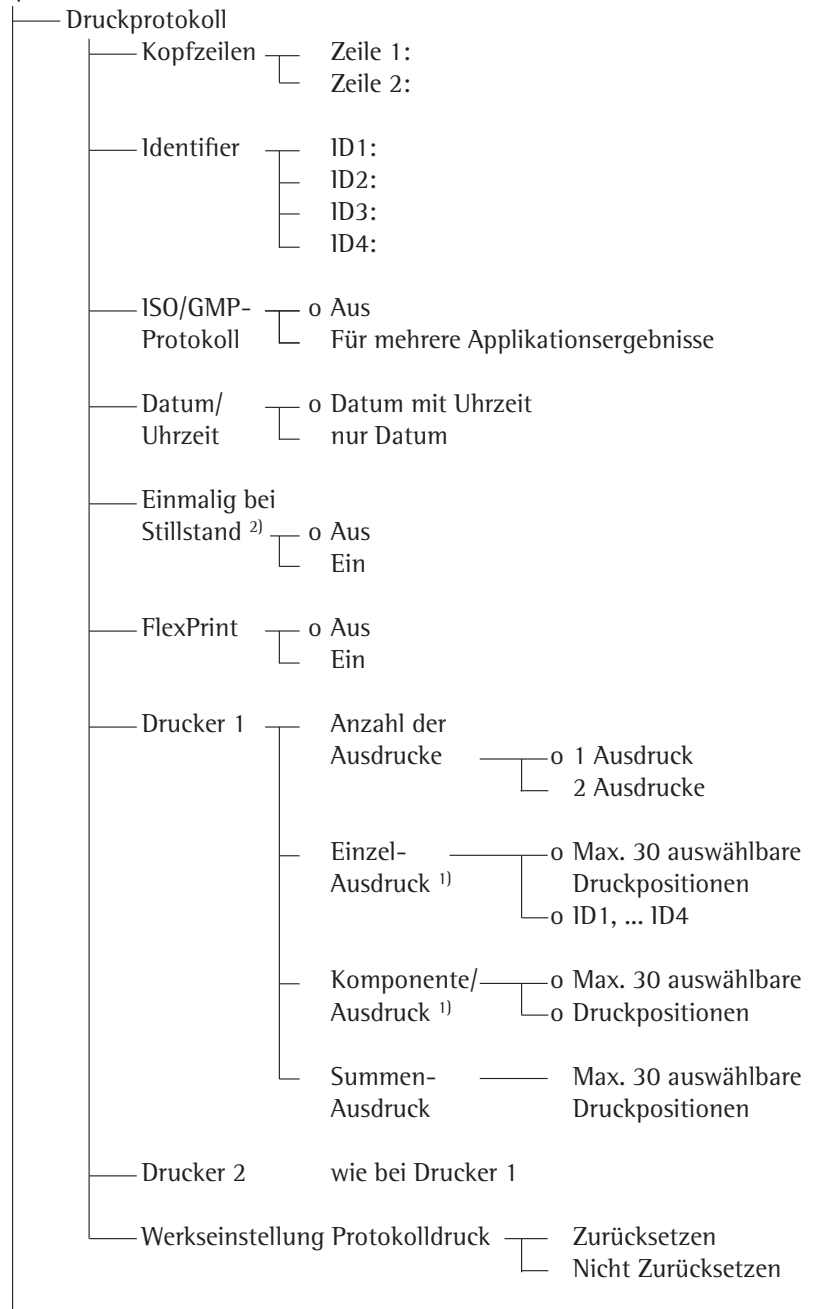 Druckprotokoll
Kopfzeilen Zeile 1:
Zeile 2:
Identifier ID1:
ID2:
ID3:
ID4:
ISO/GMP- o Aus
Protokoll Für mehrere Applikationsergebnisse
Datum/ o Datum mit Uhrzeit
Uhrzeit nur Datum
Einmalig bei
Stillstand 2) o Aus
Ein
FlexPrint o Aus
Ein
Drucker 1 Anzahl der
Ausdrucke o 1 Ausdruck
2 Ausdrucke
Einzel- o Max. 30 auswählbare
Ausdruck 1) Druckpositionen
o ID1, ... ID4
Komponente/ o Max. 30 auswählbare
Ausdruck 1) o Druckpositionen
Summen- Max. 30 auswählbare
Ausdruck Druckpositionen
Drucker 2 wie bei Drucker 1
Werkseinstellung Protokolldruck Zurücksetzen
Nicht Zurücksetzen